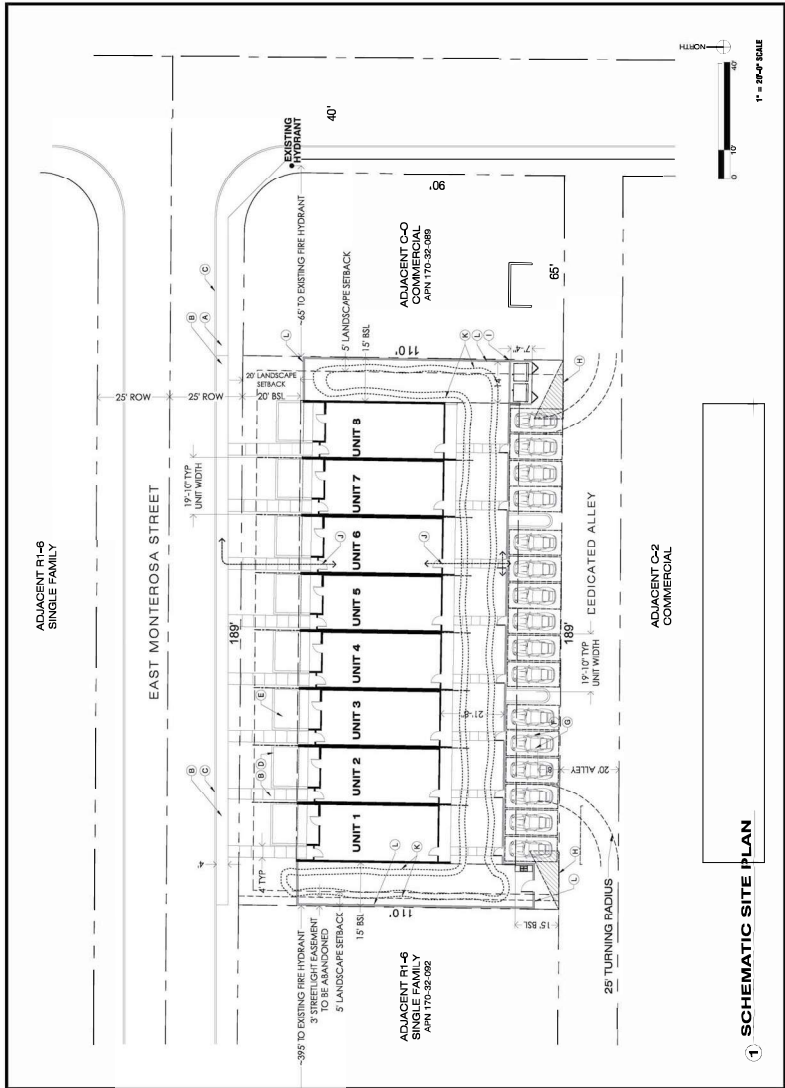 NORTH
0
10'
40'
1" = 20'-0" SCALE
ADJACENT R1-6
SINGLE FAMILY
EXISTING
HYDRANT
40'
25' ROW
25' ROW
EAST MONTEROSA STREET
B
A
C
~65' TO EXISTING FIRE HYDRANT
90'
ADJACENT C-O
COMMERCIAL
APN 170-32-089
65'
5' LANDSCAPE SETBACK
15' BSL
20' LANDSCAPE
SETBACK
20' BSL
L
110'
K
L
I
7'-4"
H
19'-10" TYP
UNIT WIDTH
UNIT 8
UNIT 7
UNIT 6
UNIT 5
UNIT 4
UNIT 3
UNIT 2
UNIT 1
J
J
189'
189'
DEDICATED ALLEY
ADJACENT C-2
COMMERCIAL
19'-10" TYP
UNIT WIDTH
E
B
D
B
C
21'-6"
F
G
20' ALLEY
4'
4' TYP
L
K
H
L
15' BSL
110'
15' BSL
~395' TO EXISTING FIRE HYDRANT
3' STREETLIGHT EASEMENT
TO BE ABANDONED
5' LANDSCAPE SETBACK
ADJACENT R1-6
SINGLE FAMILY
APN 170-32-092
25' TURNING RADIUS
1 SCHEMATIC SITE PLAN